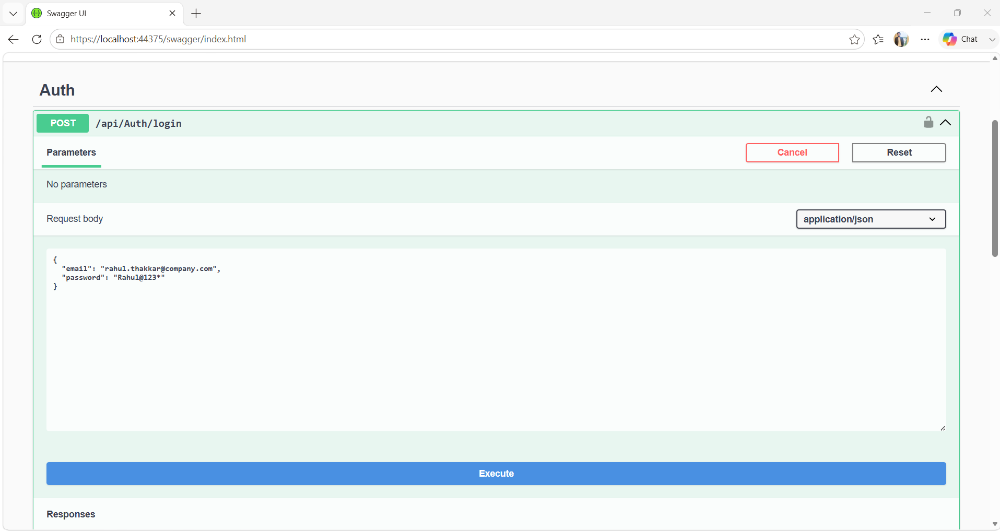 Swagger UI
https://localhost:44375/swagger/index.html
Chat
Auth
POST /api/Auth/login
Parameters
Cancel
Reset
No parameters
Request body
application/json
{
"email": "rahul.thakkar@company.com",
"password": "Rahul@123*"
}
Execute
Responses